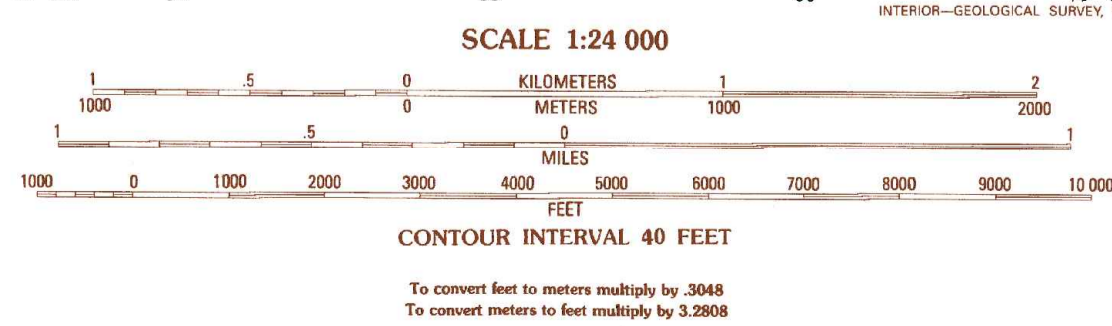 INTERIOR—GEOLOGICAL SURVEY,
SCALE 1:24 000
1 .5 0 KILOMETERS 1 2
1000 0 METERS 1000 2000
1 .5 0 1
MILES
1000 0 1000 2000 3000 4000 5000 6000 7000 8000 9000 10 000
FEET
CONTOUR INTERVAL 40 FEET
To convert feet to meters multiply by .3048
To convert meters to feet multiply by 3.2808